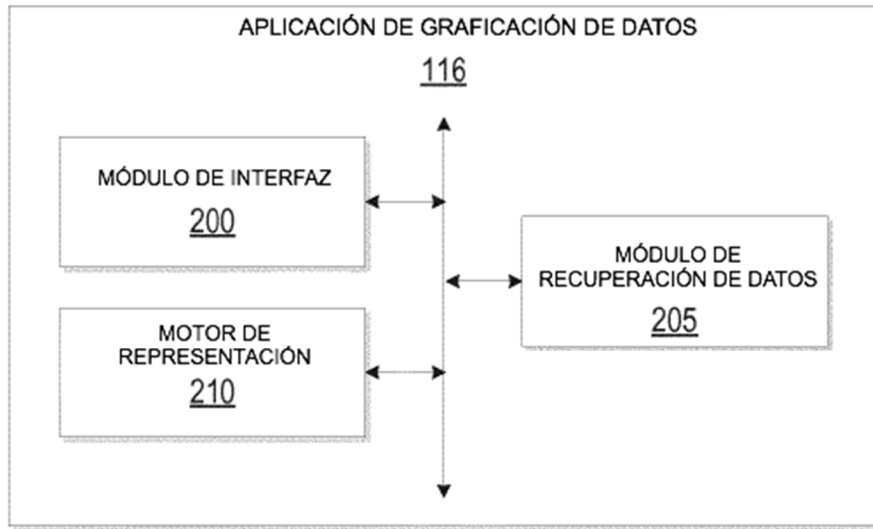 APLICACIÓN DE GRAFICACIÓN DE DATOS
116
MÓDULO DE INTERFAZ
200
MÓDULO DE
RECUPERACIÓN DE DATOS
205
MOTOR DE
REPRESENTACIÓN
210